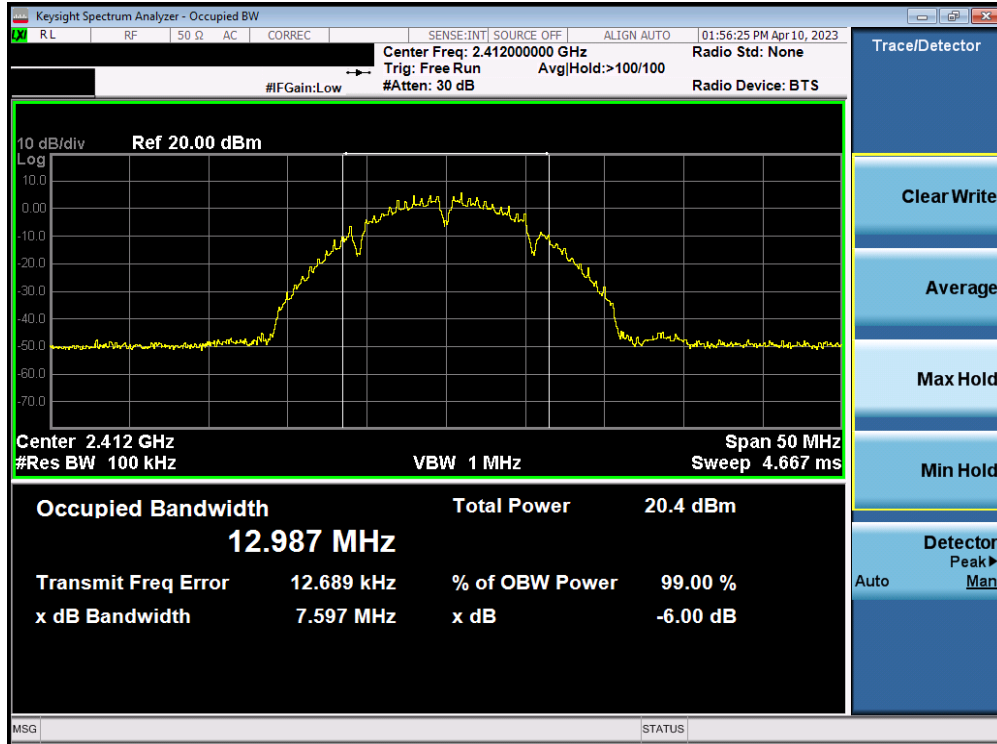 Keysight Spectrum Analyzer - Occupied BW
LXI RL RF 50 Ω AC CORREC SENSE:INT SOURCE OFF ALIGN AUTO 01:56:25 PM Apr 10, 2023
Center Freq: 2.412000000 GHz Radio Std: None
Trig: Free Run Avg|Hold:>100/100
#IFGain:Low #Atten: 30 dB Radio Device: BTS
10 dB/div Ref 20.00 dBm
Log
10.0
0.00
-10.0
-20.0
-30.0
-40.0
-50.0
-60.0
-70.0
Center 2.412 GHz Span 50 MHz
#Res BW 100 kHz VBW 1 MHz Sweep 4.667 ms
Occupied Bandwidth Total Power 20.4 dBm
12.987 MHz
Transmit Freq Error 12.689 kHz % of OBW Power 99.00 %
x dB Bandwidth 7.597 MHz x dB -6.00 dB
MSG STATUS
Trace/Detector
Clear Write
Average
Max Hold
Min Hold
Detector
Peak▶
Auto Man